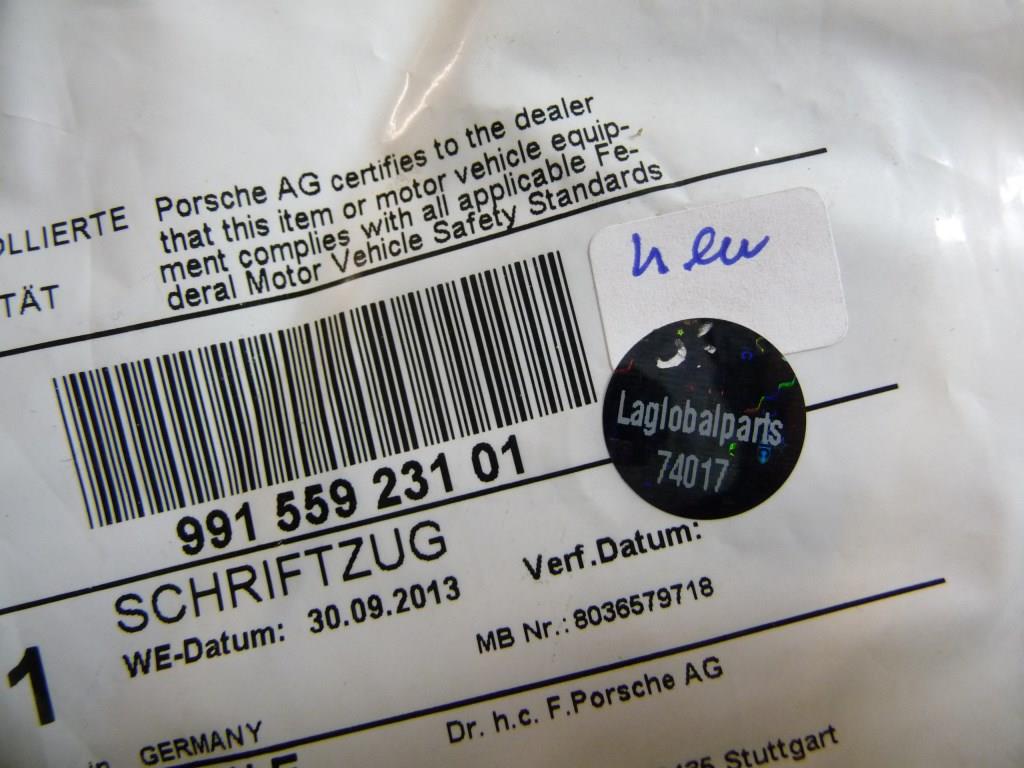 OLLIERTE
TÄT
Porsche AG certifies to the dealer
that this item or motor vehicle equip-
ment complies with all applicable Fe-
deral Motor Vehicle Safety Standards
new
Laglobalparts
74017
991 559 231 01
SCHRIFTZUG
WE-Datum: 30.09.2013
Verf.Datum:
MB Nr.: 8036579718
1
in GERMANY
Dr. h.c. F.Porsche AG
Stuttgart